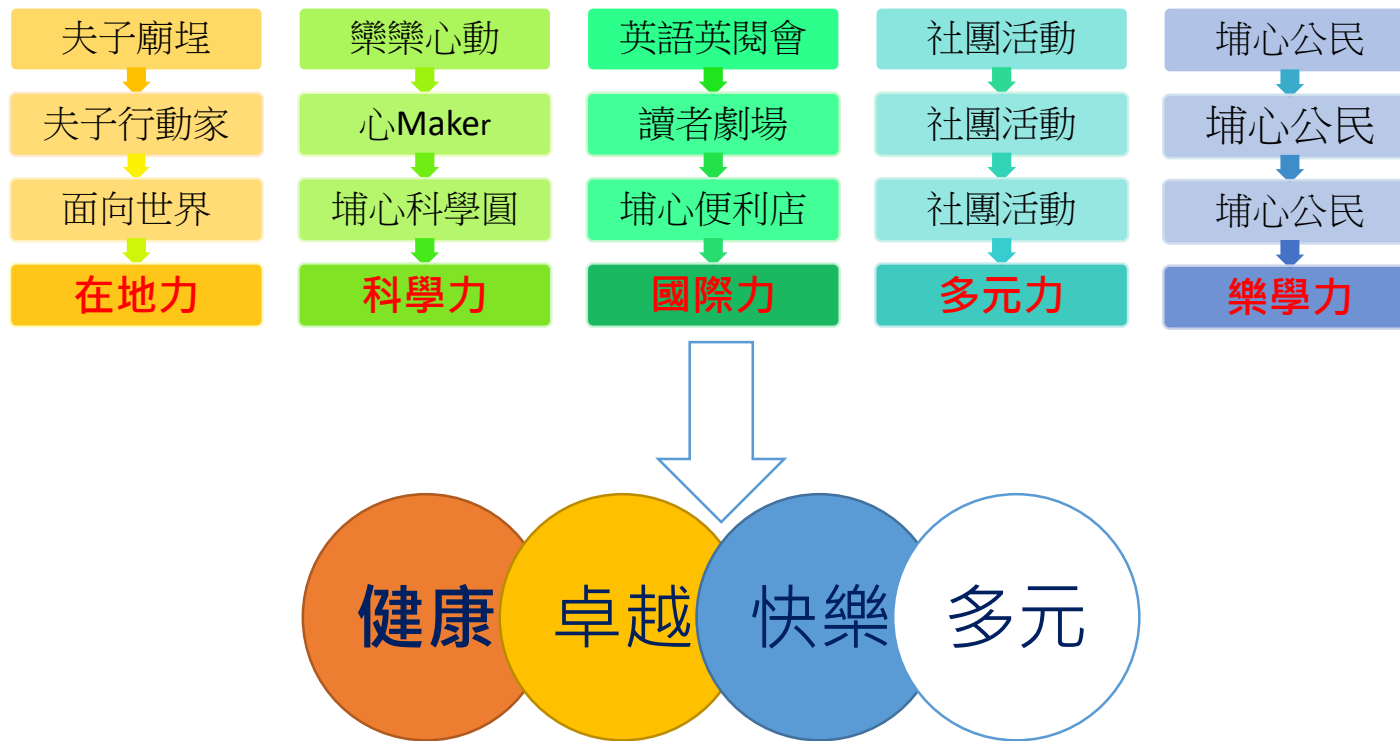 夫子廟埕
夫子行動家
面向世界
在地力
欒欒心動
心Maker
埔心科學圓
科學力
英語英閱會
讀者劇場
埔心便利店
國際力
社團活動
社團活動
社團活動
多元力
埔心公民
埔心公民
埔心公民
樂學力
健康
卓越
快樂
多元